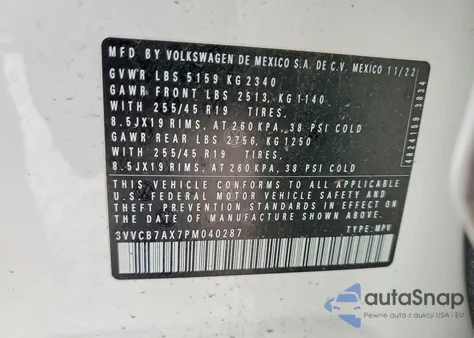 MFD BY VOLKSWAGEN DE MEXICO S.A. DE C.V. MEXICO 11/22
GVWR LBS 5159 KG 2340
GAWR FRONT LBS 2513, KG 1140
WITH 255/45 R19 TIRES,
8.5JX19 RIMS, AT 260 KPA, 38 PSI COLD
GAWR REAR LBS 2756, KG 1250
WITH 255/45 R19 TIRES,
8.5JX19 RIMS, AT 260 KPA, 38 PSI COLD
THIS VEHICLE CONFORMS TO ALL APPLICABLE
U.S. FEDERAL MOTOR VEHICLE SAFETY AND
THEFT PREVENTION STANDARDS IN EFFECT ON
THE DATE OF MANUFACTURE SHOWN ABOVE.
3VVCB7AX7PM040287 TYPE: MPV
4824159 3834
autoSnap
Pewne auta z aukcji USA i EU